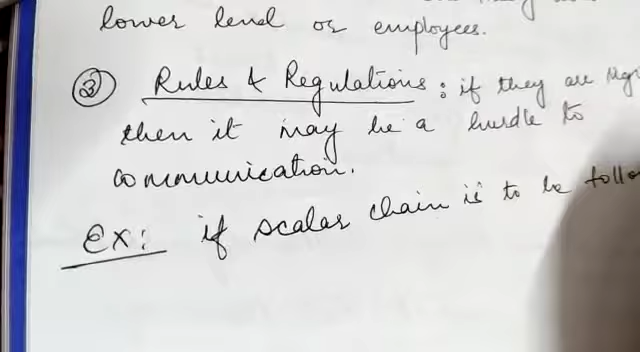 lower level or employees.
③ Rules & Regulations : if they are
then it may be a hurdle to
communication.
Ex: if scalar chain is to be